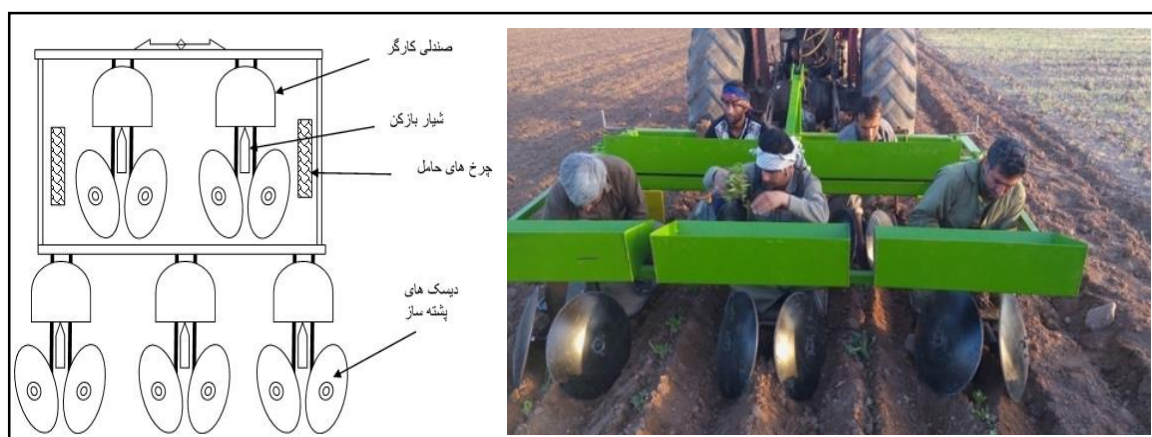 صندلی کارگر
شیار بازکن
چرخ های حامل
دیسک های
پشته ساز